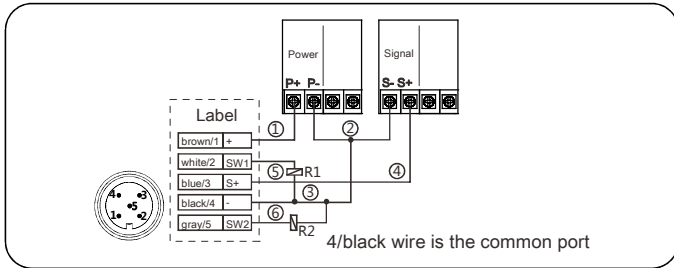 Power
Signal
P+ P-
S- S+
Label
①
②
brown/1 +
white/2 SW1
⑤ R1
④
blue/3 S+
③
black/4 -
⑥
gray/5 SW2
R2
4 3
5
1 2
4/black wire is the common port